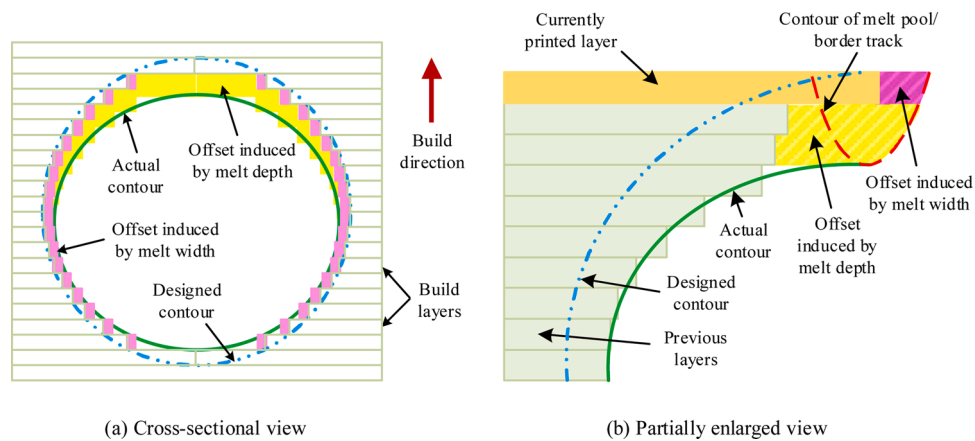 Build
direction
Actual
contour
Offset induced
by melt depth
Offset induced
by melt width
Designed
contour
Build
layers
(a) Cross-sectional view
Currently
printed layer
Contour of melt pool/
border track
Offset induced
by melt width
Actual
contour
Offset
induced by
melt depth
Designed
contour
Previous
layers
(b) Partially enlarged view